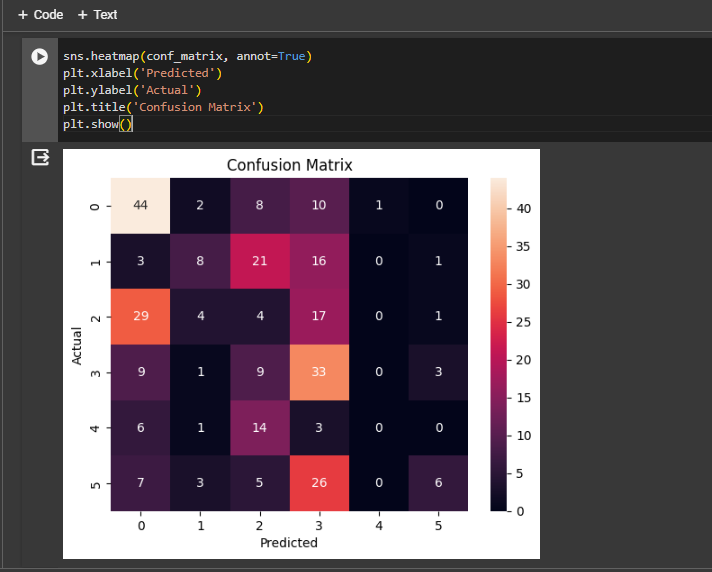 + Code + Text
sns.heatmap(conf_matrix, annot=True)
plt.xlabel('Predicted')
plt.ylabel('Actual')
plt.title('Confusion Matrix')
plt.show()
Confusion Matrix
0 44 2 8 10 1 0
1 3 8 21 16 0 1
2 29 4 4 17 0 1
3 9 1 9 33 0 3
4 6 1 14 3 0 0
5 7 3 5 26 0 6
Actual
0 1 2 3 4 5
Predicted
40
35
30
25
20
15
10
5
0